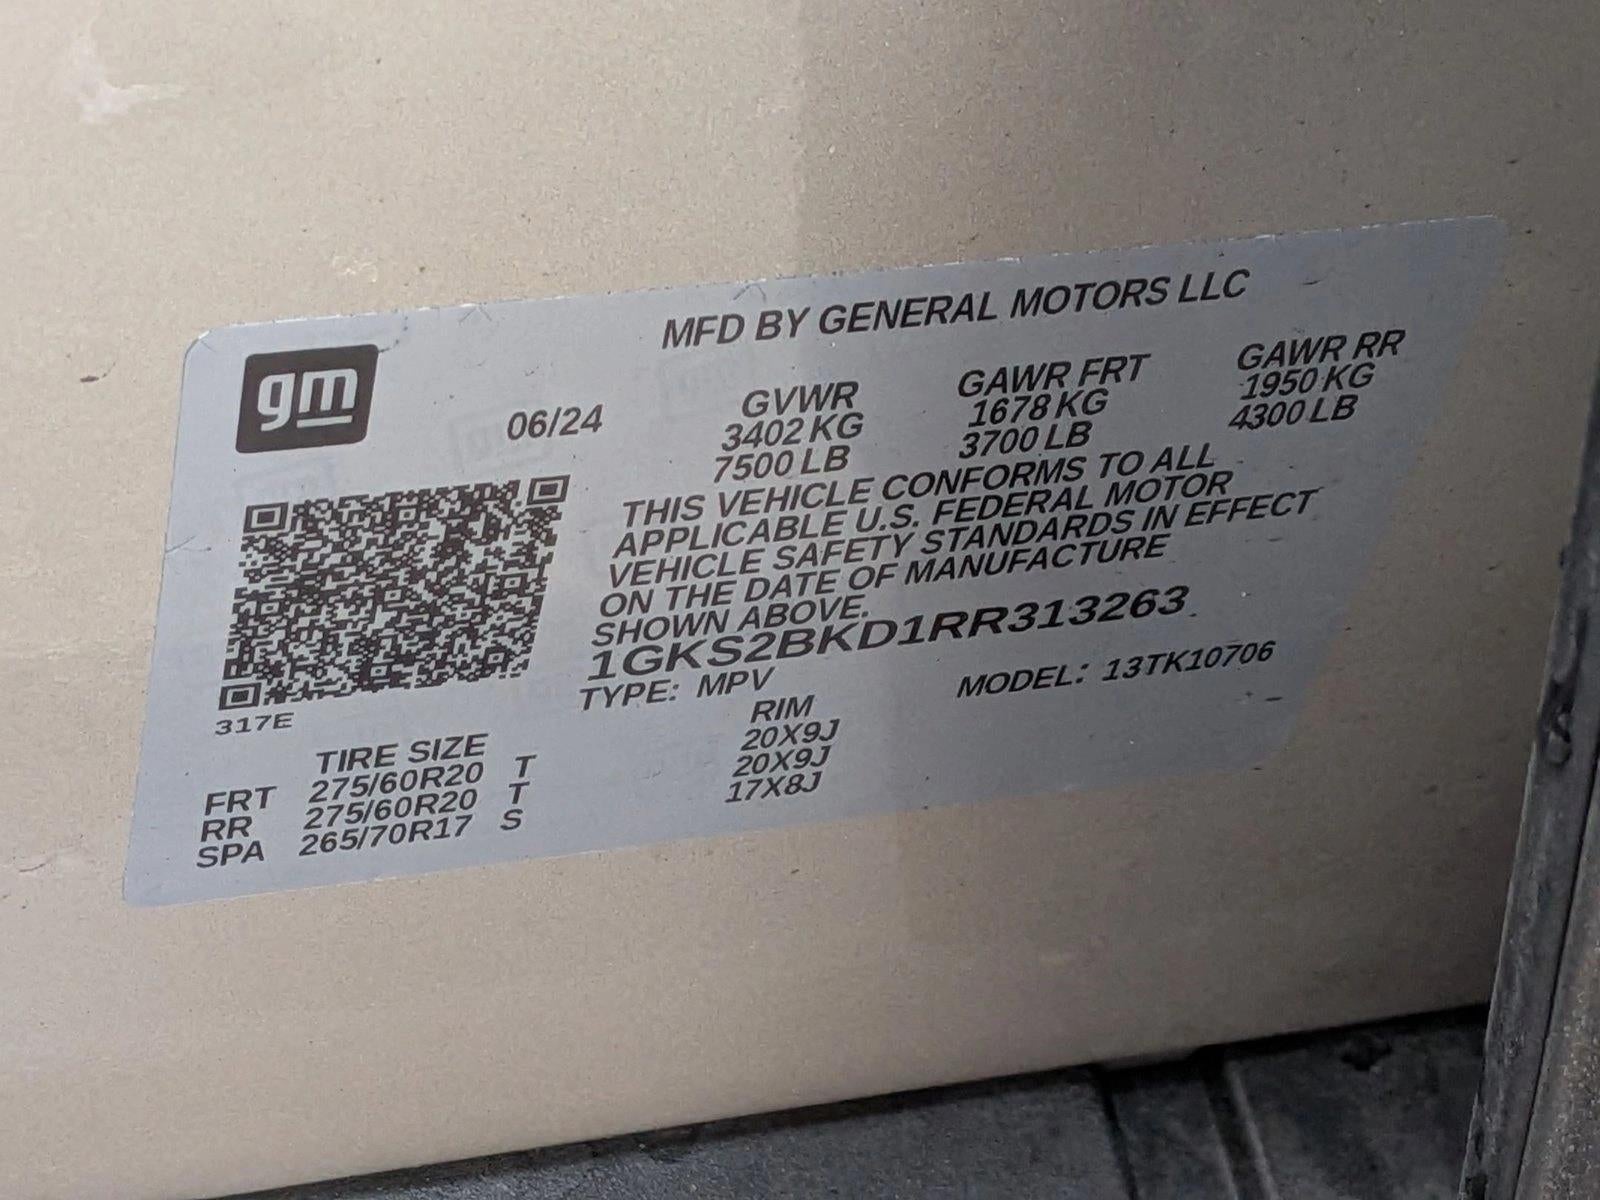 MFD BY GENERAL MOTORS LLC
gm
06/24 GVWR GAWR FRT GAWR RR
3402 KG 1678 KG 1950 KG
7500 LB 3700 LB 4300 LB
THIS VEHICLE CONFORMS TO ALL
APPLICABLE U.S. FEDERAL MOTOR
VEHICLE SAFETY STANDARDS IN EFFECT
ON THE DATE OF MANUFACTURE
SHOWN ABOVE.
1GKS2BKD1RR313263
TYPE: MPV MODEL: 13TK10706
317E
TIRE SIZE RIM
FRT 275/60R20 T 20X9J
RR 275/60R20 T 20X9J
SPA 265/70R17 S 17X8J